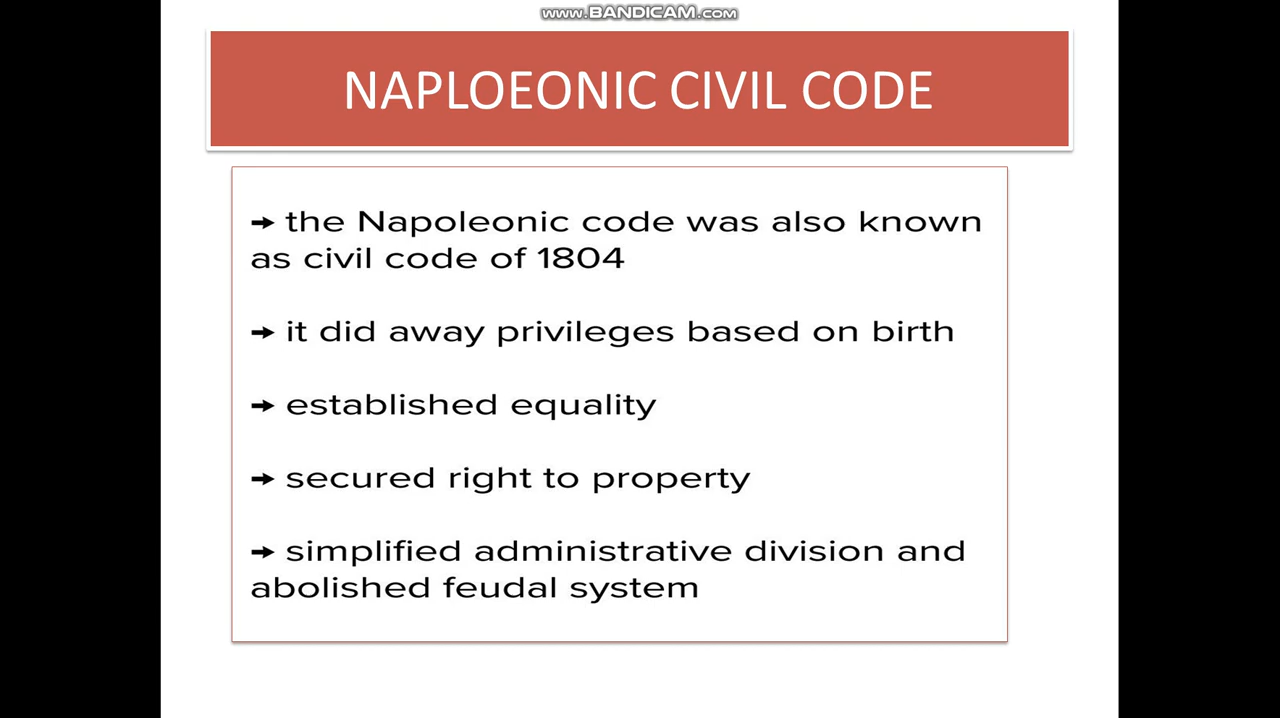 www.BANDICAM.com
NAPLOEONIC CIVIL CODE
→ the Napoleonic code was also known
as civil code of 1804
→ it did away privileges based on birth
→ established equality
→ secured right to property
→ simplified administrative division and
abolished feudal system